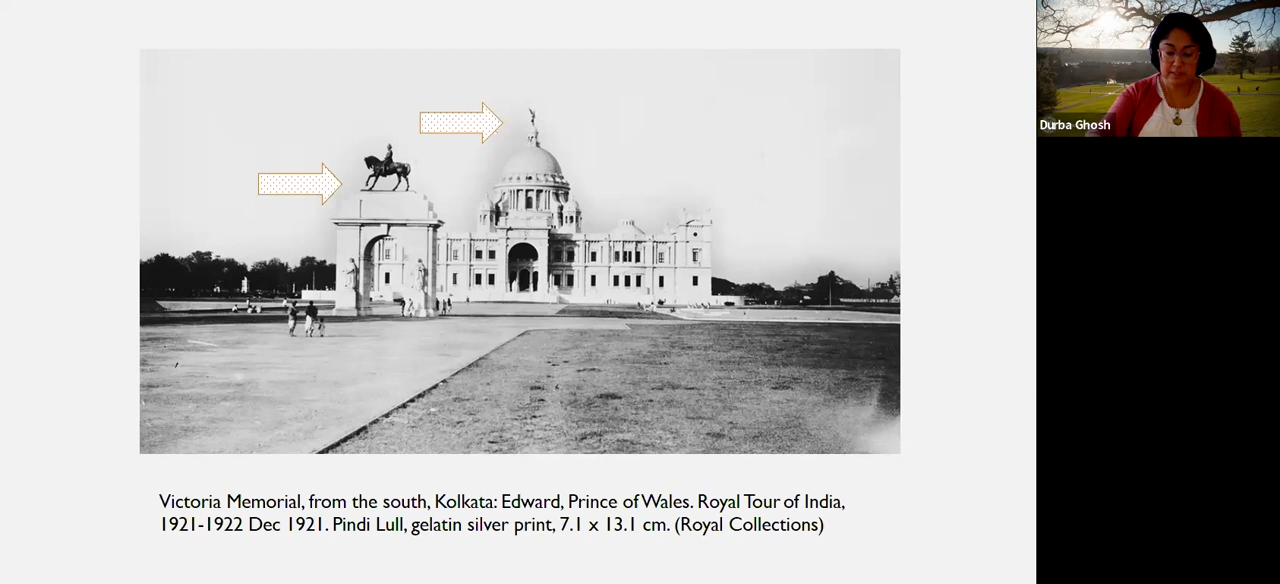 Durba Ghosh
Victoria Memorial, from the south, Kolkata: Edward, Prince of Wales. Royal Tour of India,
1921-1922 Dec 1921. Pindi Lull, gelatin silver print, 7.1 x 13.1 cm. (Royal Collections)